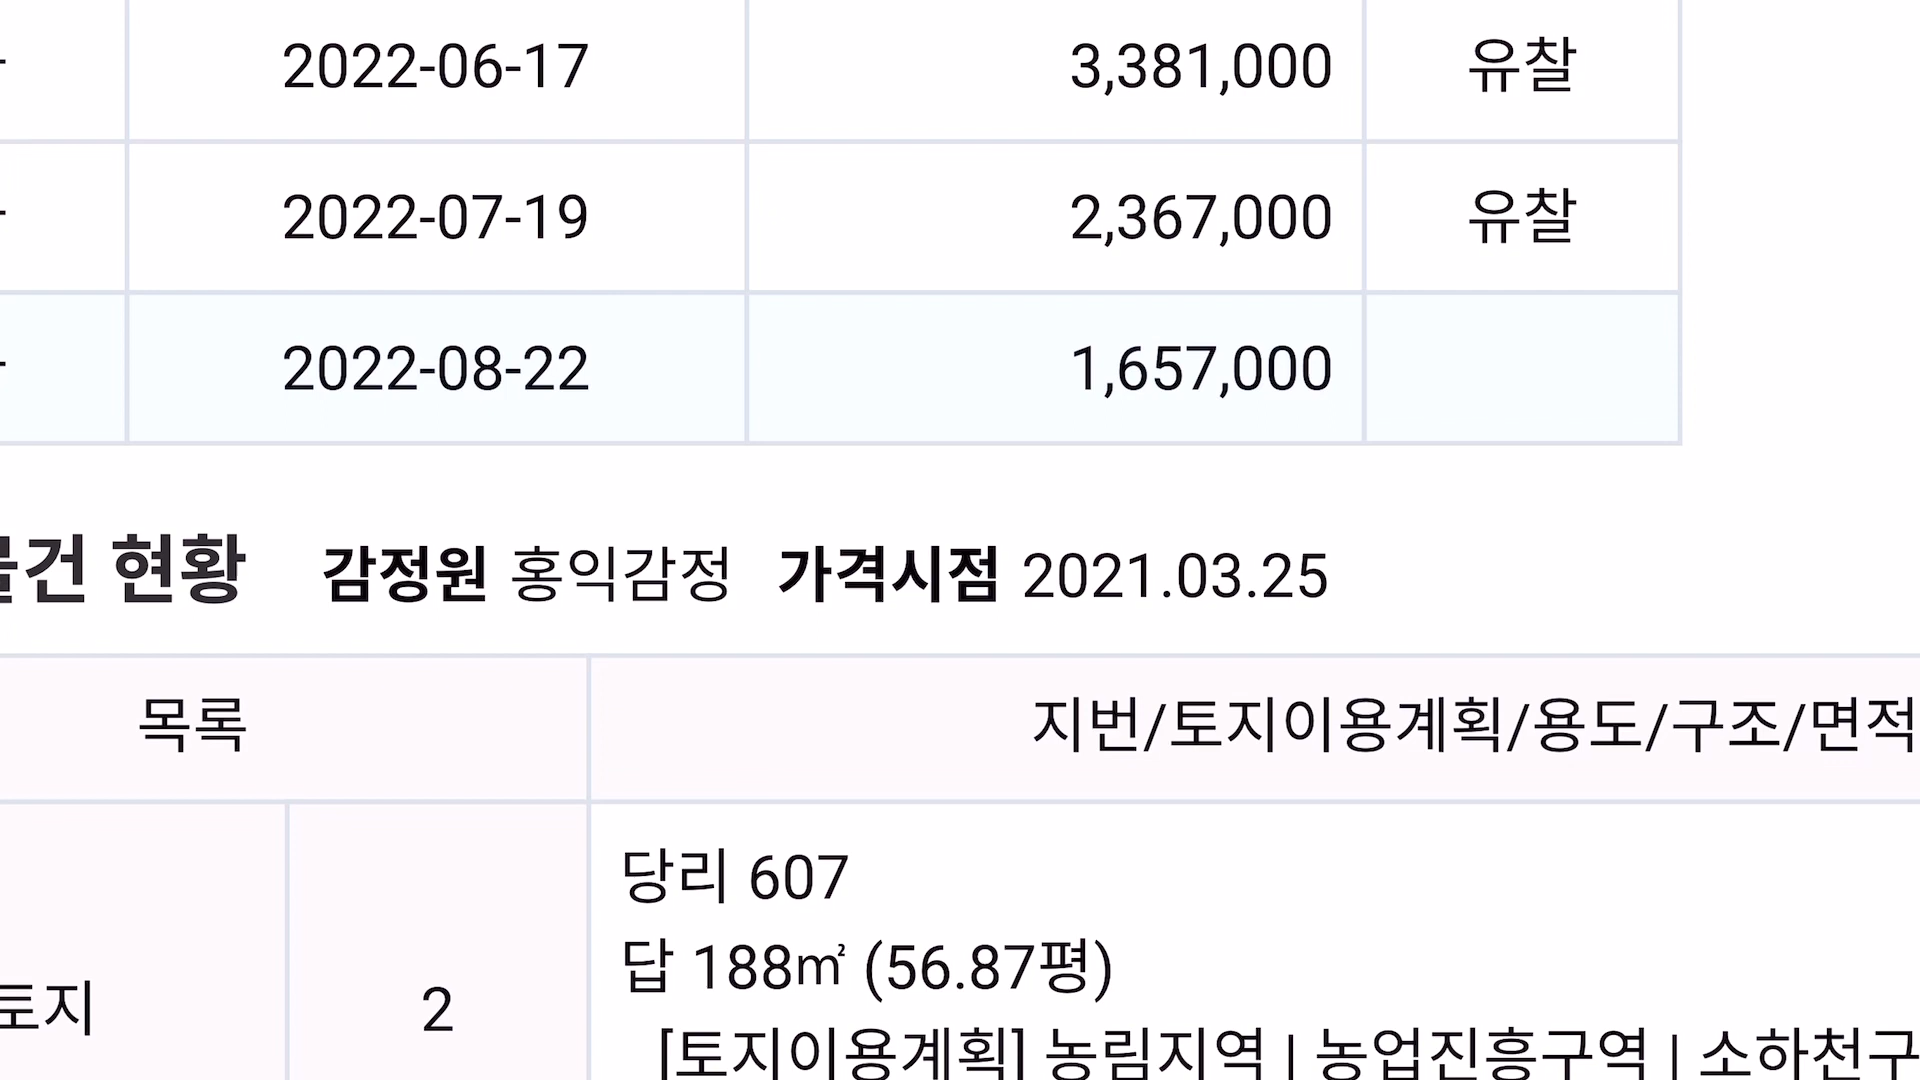 2022-06-17 3,381,000 유찰
2022-07-19 2,367,000 유찰
2022-08-22 1,657,000
물건 현황 감정원 홍익감정 가격시점 2021.03.25
목록 지번/토지이용계획/용도/구조/면적
당리 607
답 188㎡ (56.87평)
토지 2
[토지이용계획] 농림지역 | 농업진흥구역 | 소하천구